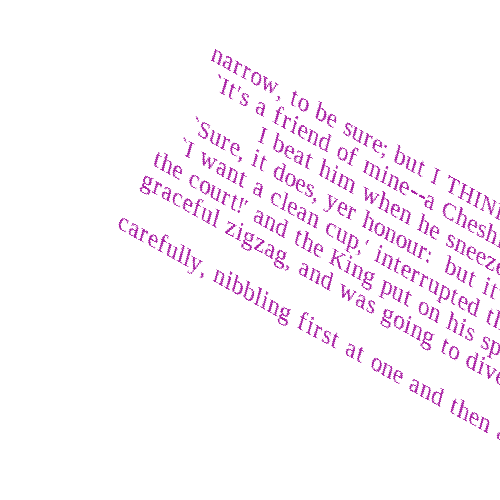 narrow, to be sure; but I THIN
`It's a friend of mine--a Chesh
I beat him when he sneeze
`Sure, it does, yer honour: but it
`I want a clean cup,' interrupted th
the court!' and the King put on his sp
graceful zigzag, and was going to dive
carefully, nibbling first at one and then